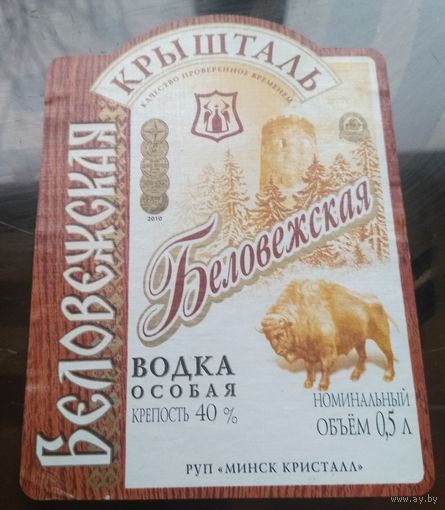 КРЫШТАЛЬ
КАЧЕСТВО ПРОВЕРЕННОЕ ВРЕМЕНЕМ
БЕЛОВЕЖСКАЯ
2010
Беловежская
ВОДКА
ОСОБАЯ
КРЕПОСТЬ 40 %
НОМИНАЛЬНЫЙ
ОБЪЁМ 0,5 л
РУП «МИНСК КРИСТАЛЛ»
www.ay.by